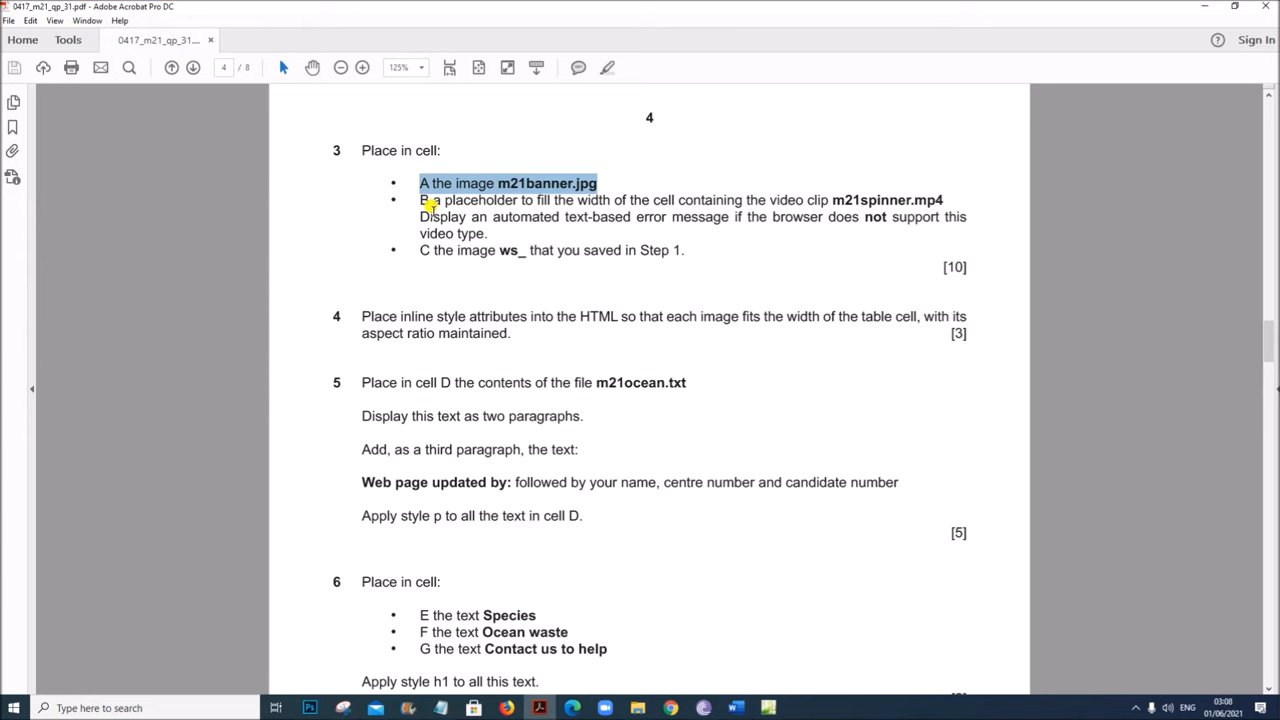 0417_m21_qp_31.pdf - Adobe Acrobat Pro DC
File Edit View Window Help
Home Tools 0417_m21_qp_31.... × Sign In
4 / 8 125%
4
3 Place in cell:
• A the image m21banner.jpg
• B a placeholder to fill the width of the cell containing the video clip m21spinner.mp4
Display an automated text-based error message if the browser does not support this
video type.
• C the image ws_ that you saved in Step 1.
[10]
4 Place inline style attributes into the HTML so that each image fits the width of the table cell, with its
aspect ratio maintained. [3]
5 Place in cell D the contents of the file m21ocean.txt
Display this text as two paragraphs.
Add, as a third paragraph, the text:
Web page updated by: followed by your name, centre number and candidate number
Apply style p to all the text in cell D.
[5]
6 Place in cell:
• E the text Species
• F the text Ocean waste
• G the text Contact us to help
Apply style h1 to all this text.
Type here to search
ENG
03:08
01/06/2021